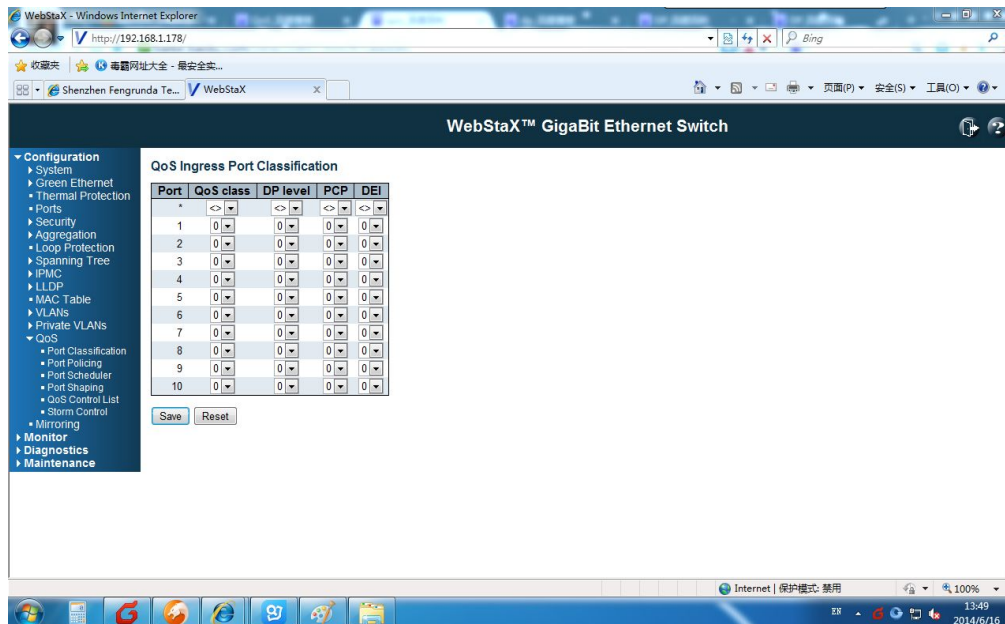 WebStaX - Windows Internet Explorer
http://192.168.1.178/
Bing
收藏夹
毒霸网址大全 - 最安全实...
Shenzhen Fengrunda Te...
WebStaX
x
页面(P)
安全(S)
工具(O)
WebStaX™ GigaBit Ethernet Switch
Configuration
System
Green Ethernet
Thermal Protection
Ports
Security
Aggregation
Loop Protection
Spanning Tree
IPMC
LLDP
MAC Table
VLANs
Private VLANs
QoS
Port Classification
Port Policing
Port Scheduler
Port Shaping
QoS Control List
Storm Control
Mirroring
Monitor
Diagnostics
Maintenance
QoS Ingress Port Classification
Port QoS class DP level PCP DEI
* <> <> <> <>
1 0 0 0 0
2 0 0 0 0
3 0 0 0 0
4 0 0 0 0
5 0 0 0 0
6 0 0 0 0
7 0 0 0 0
8 0 0 0 0
9 0 0 0 0
10 0 0 0 0
Save Reset
Internet | 保护模式: 禁用
100%
EN
13:49
2014/6/16